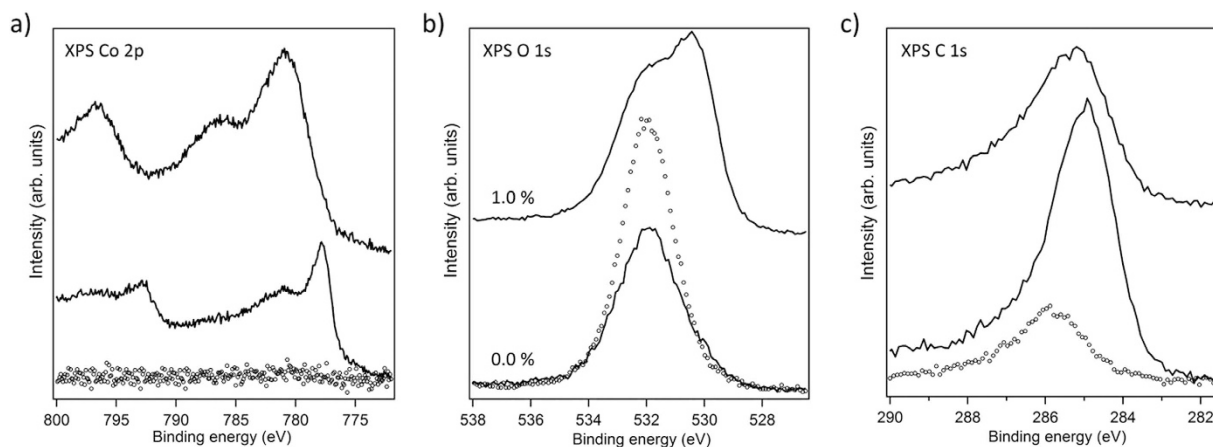 a)
XPS Co 2p
Intensity (arb. units)
800 795 790 785 780 775
Binding energy (eV)
b)
XPS O 1s
1.0 %
0.0 %
Intensity (arb. units)
538 536 534 532 530 528
Binding energy (eV)
c)
XPS C 1s
Intensity (arb. units)
290 288 286 284 282
Binding energy (eV)